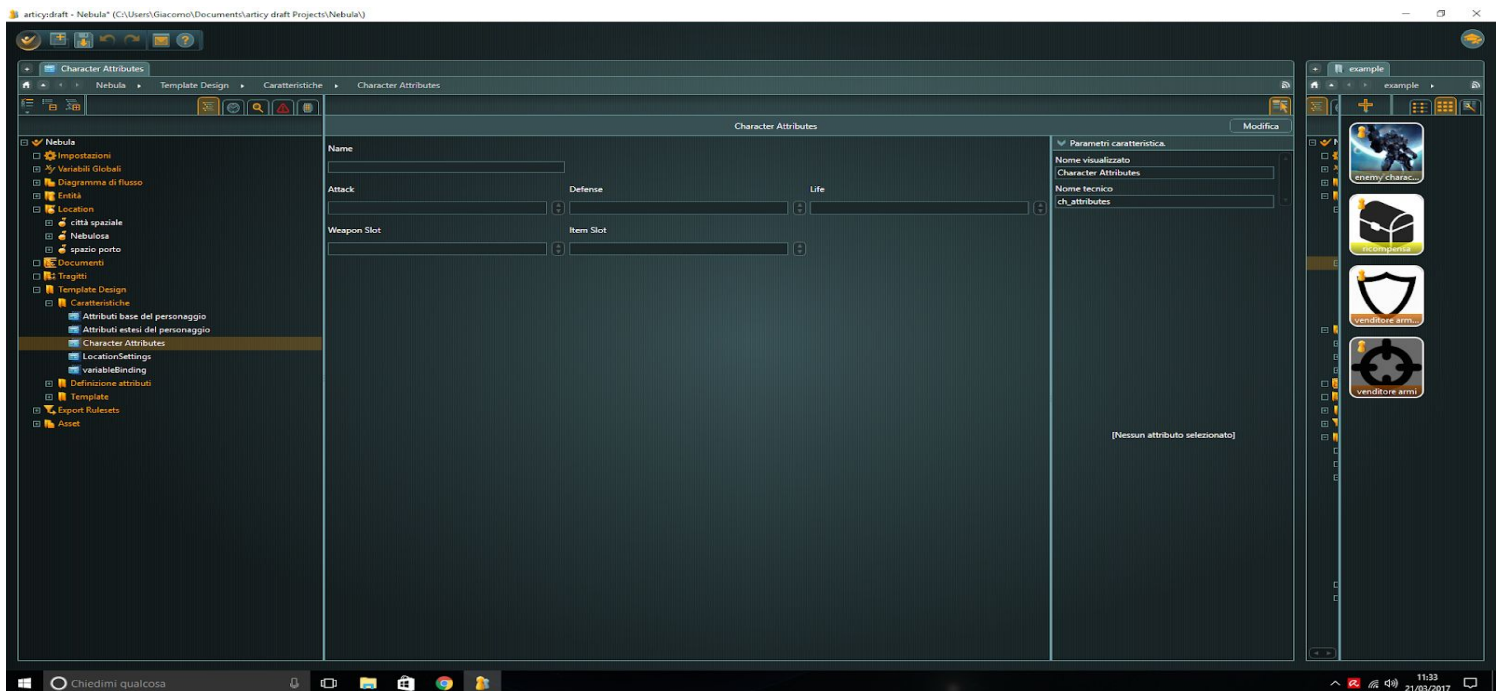 articy:draft - Nebula* (C:\Users\Giacomo\Documents\articy draft Projects\Nebula\)
Character Attributes
Nebula
Template Design
Caratteristiche
Character Attributes
Character Attributes
Modifica
Nebula
Impostazioni
Variabili Globali
Diagramma di flusso
Entità
Location
città spaziale
Nebulosa
spazio porto
Documenti
Tragitti
Template Design
Caratteristiche
Attributi base del personaggio
Attributi estesi del personaggio
Character Attributes
LocationSettings
variableBinding
Definizione attributi
Template
Export Rulesets
Asset
Name
Attack
Defense
Life
Weapon Slot
Item Slot
Parametri caratteristica.
Nome visualizzato
Character Attributes
Nome tecnico
ch_attributes
[Nessun attributo selezionato]
example
example
N
enemy charac...
ricompensa
venditore arm...
venditore armi
Chiedimi qualcosa
11:33
21/03/2017